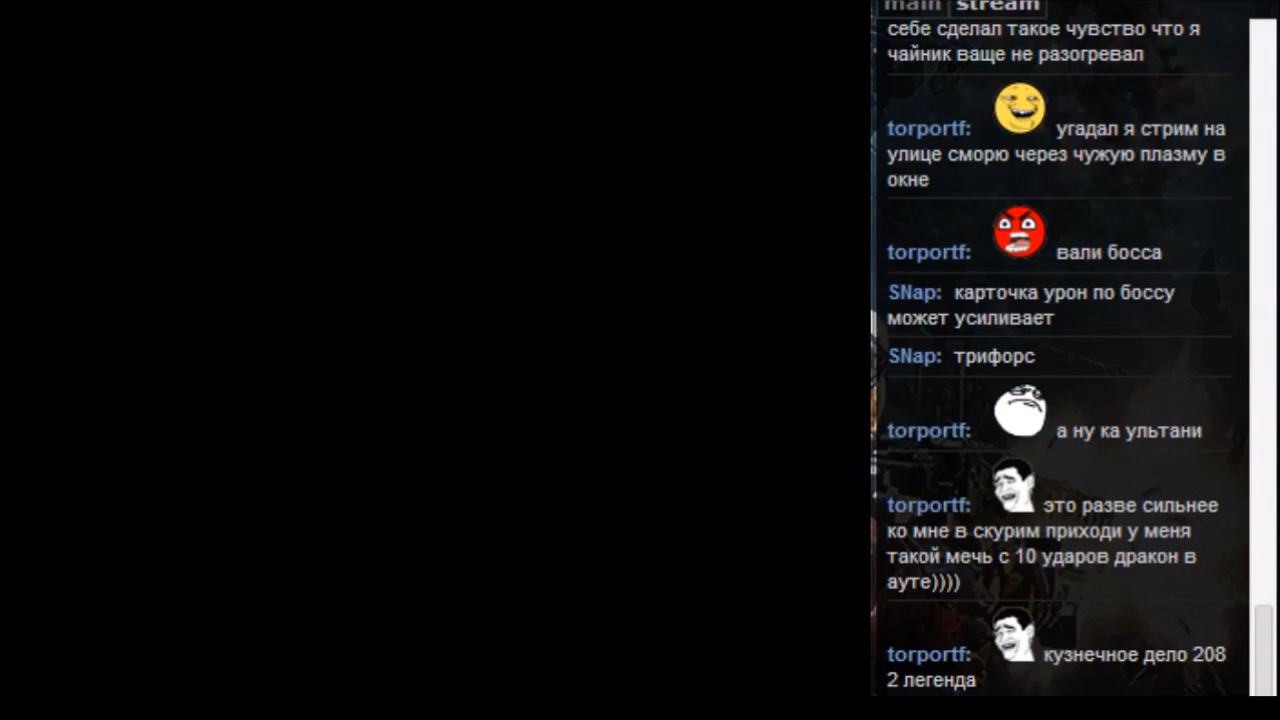 main stream
себе сделал такое чувство что я
чайник ваще не разогревал
torportf: угадал я стрим на
улице сморю через чужую плазму в
окне
torportf: вали босса
SNap: карточка урон по боссу
может усиливает
SNap: трифорс
torportf: а ну ка ультани
torportf: это разве сильнее
ко мне в скурим приходи у меня
такой мечь с 10 ударов дракон в
ауте))))
torportf: кузнечное дело 208
2 легенда